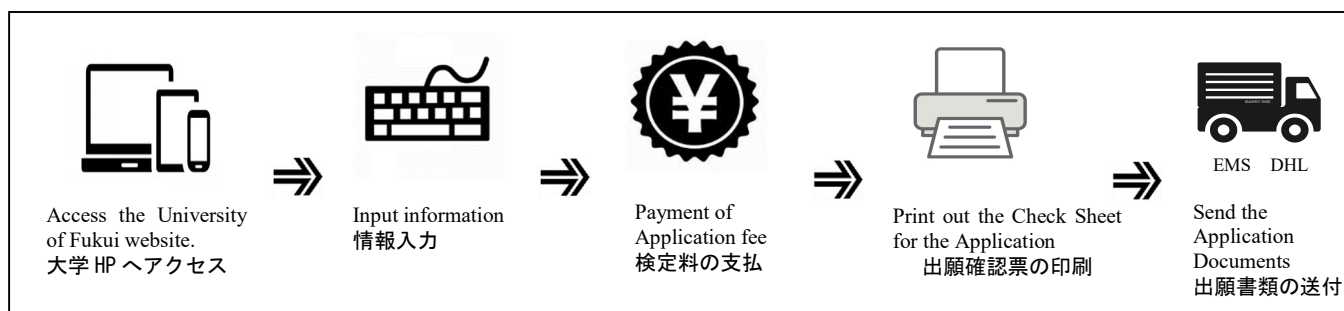 Access the University
of Fukui website.
大学 HP へアクセス
Input information
情報入力
¥
Payment of
Application fee
検定料の支払
Print out the Check Sheet
for the Application
出願確認票の印刷
EMS DHL
Send the
Application
Documents
出願書類の送付